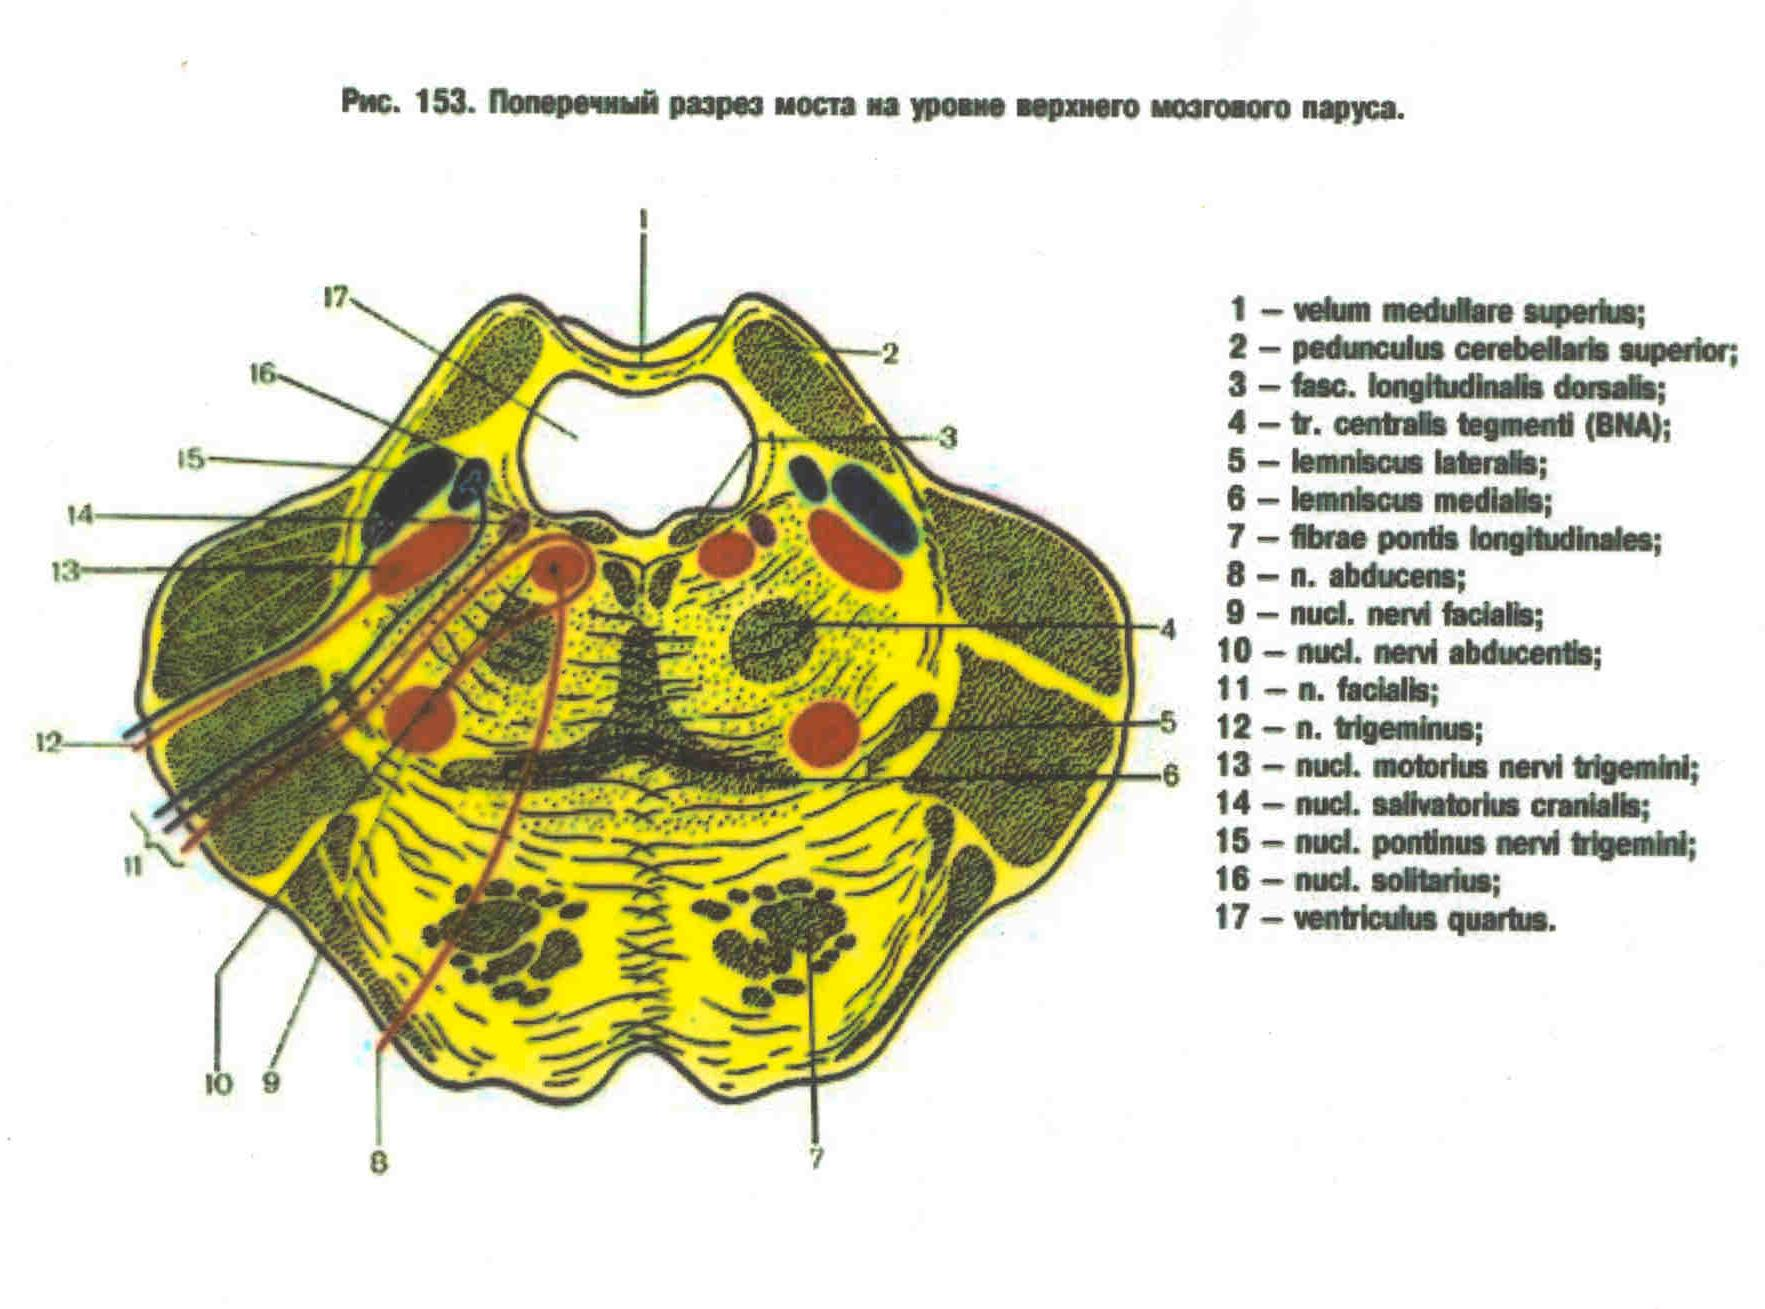 Рис. 153. Поперечный разрез моста на уровне верхнего мозгового паруса.
1
17
2
16
3
15
14
13
4
12
5
6
11
10
9
8
7
1 – velum medullare superius;
2 – pedunculus cerebellaris superior;
3 – fasc. longitudinalis dorsalis;
4 – tr. centralis tegmenti (BNA);
5 – lemniscus lateralis;
6 – lemniscus medialis;
7 – fibrae pontis longitudinales;
8 – n. abducens;
9 – nucl. nervi facialis;
10 – nucl. nervi abducentis;
11 – n. facialis;
12 – n. trigeminus;
13 – nucl. motorius nervi trigemini;
14 – nucl. salivatorius cranialis;
15 – nucl. pontinus nervi trigemini;
16 – nucl. solitarius;
17 – ventriculus quartus.